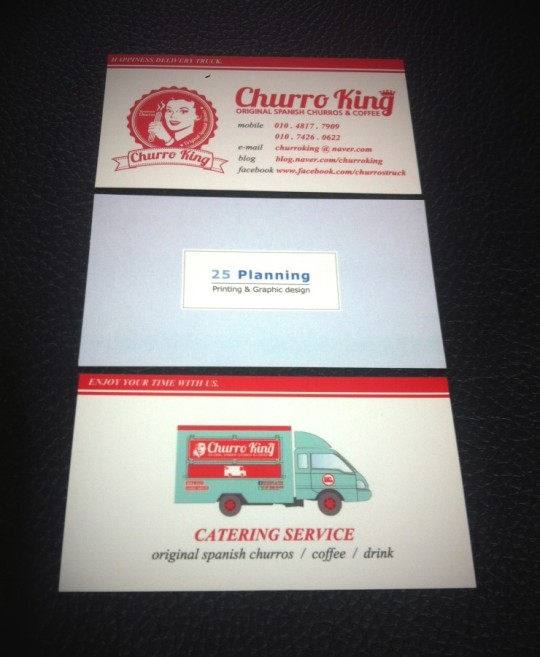 HAPPINESS DELIVERY TRUCK.
Churro King
Churro King
ORIGINAL SPANISH CHURROS & COFFEE
mobile 010 . 4817 . 7909
010 . 7426 . 0622
e-mail churroking @ naver.com
blog blog.naver.com/churroking
facebook www.facebook.com/churrostruck
25 Planning
Printing & Graphic design
ENJOY YOUR TIME WITH US.
Churro King
CATERING SERVICE
original spanish churros / coffee / drink